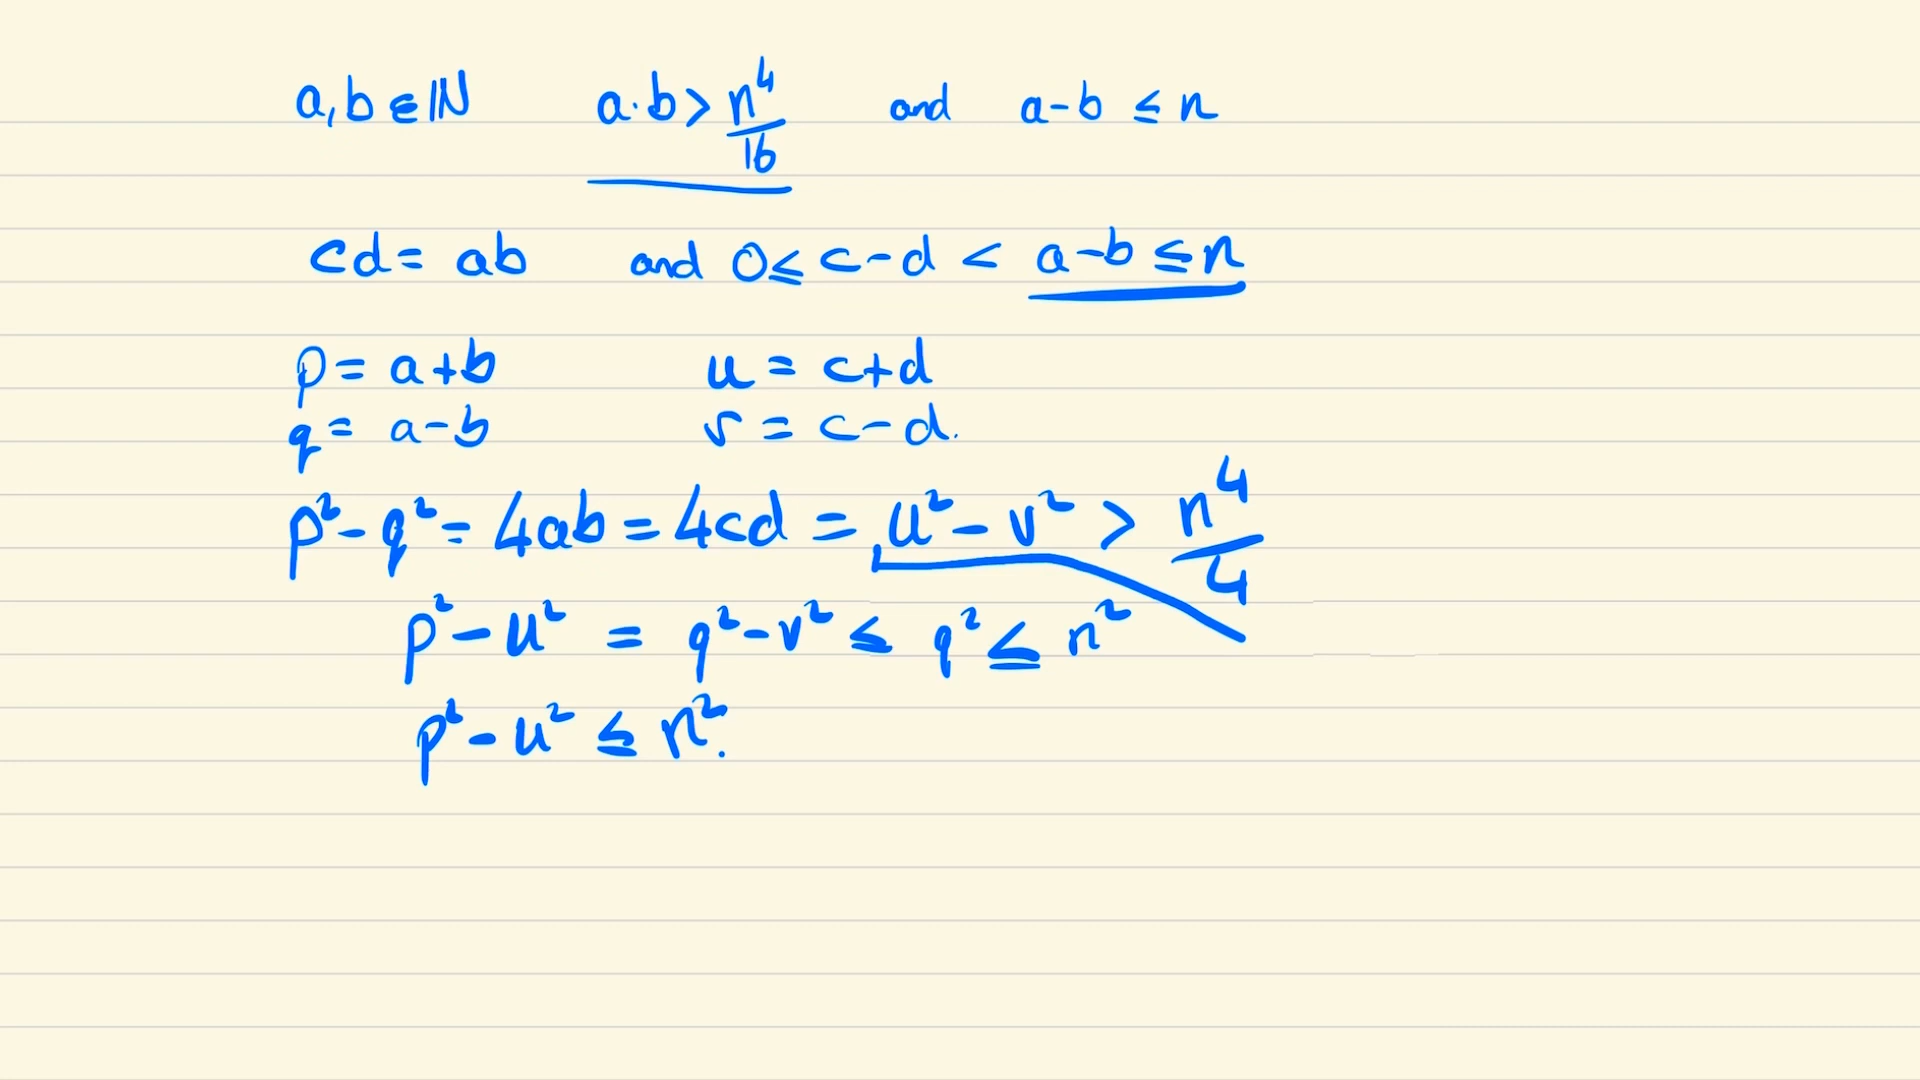 a,b ∈ ℕ a·b > n⁴/16 and a-b ≤ n
cd = ab and 0 ≤ c-d < a-b ≤ n
p = a+b u = c+d
q = a-b v = c-d.
p² - q² = 4ab = 4cd = u² - v² > n⁴/4
p² - u² = q² - v² ≤ q² ≤ n²
p² - u² ≤ n².